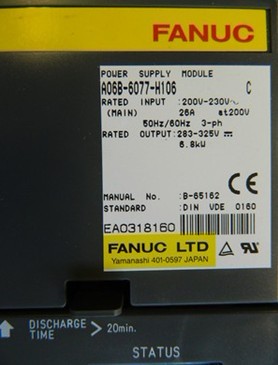 FANUC
POWER SUPPLY MODULE
A06B-6077-H106 C
RATED INPUT :200V-230V~
(MAIN) 26A at200V
50Hz/60Hz 3-ph
RATED OUTPUT:283-325V
6.8kW
MANUAL No. :B-65162
STANDARD :DIN VDE 0160
CE
EA0318160
FANUC LTD
Yamanashi 401-0597 JAPAN
DISCHARGE TIME > 20min.
STATUS